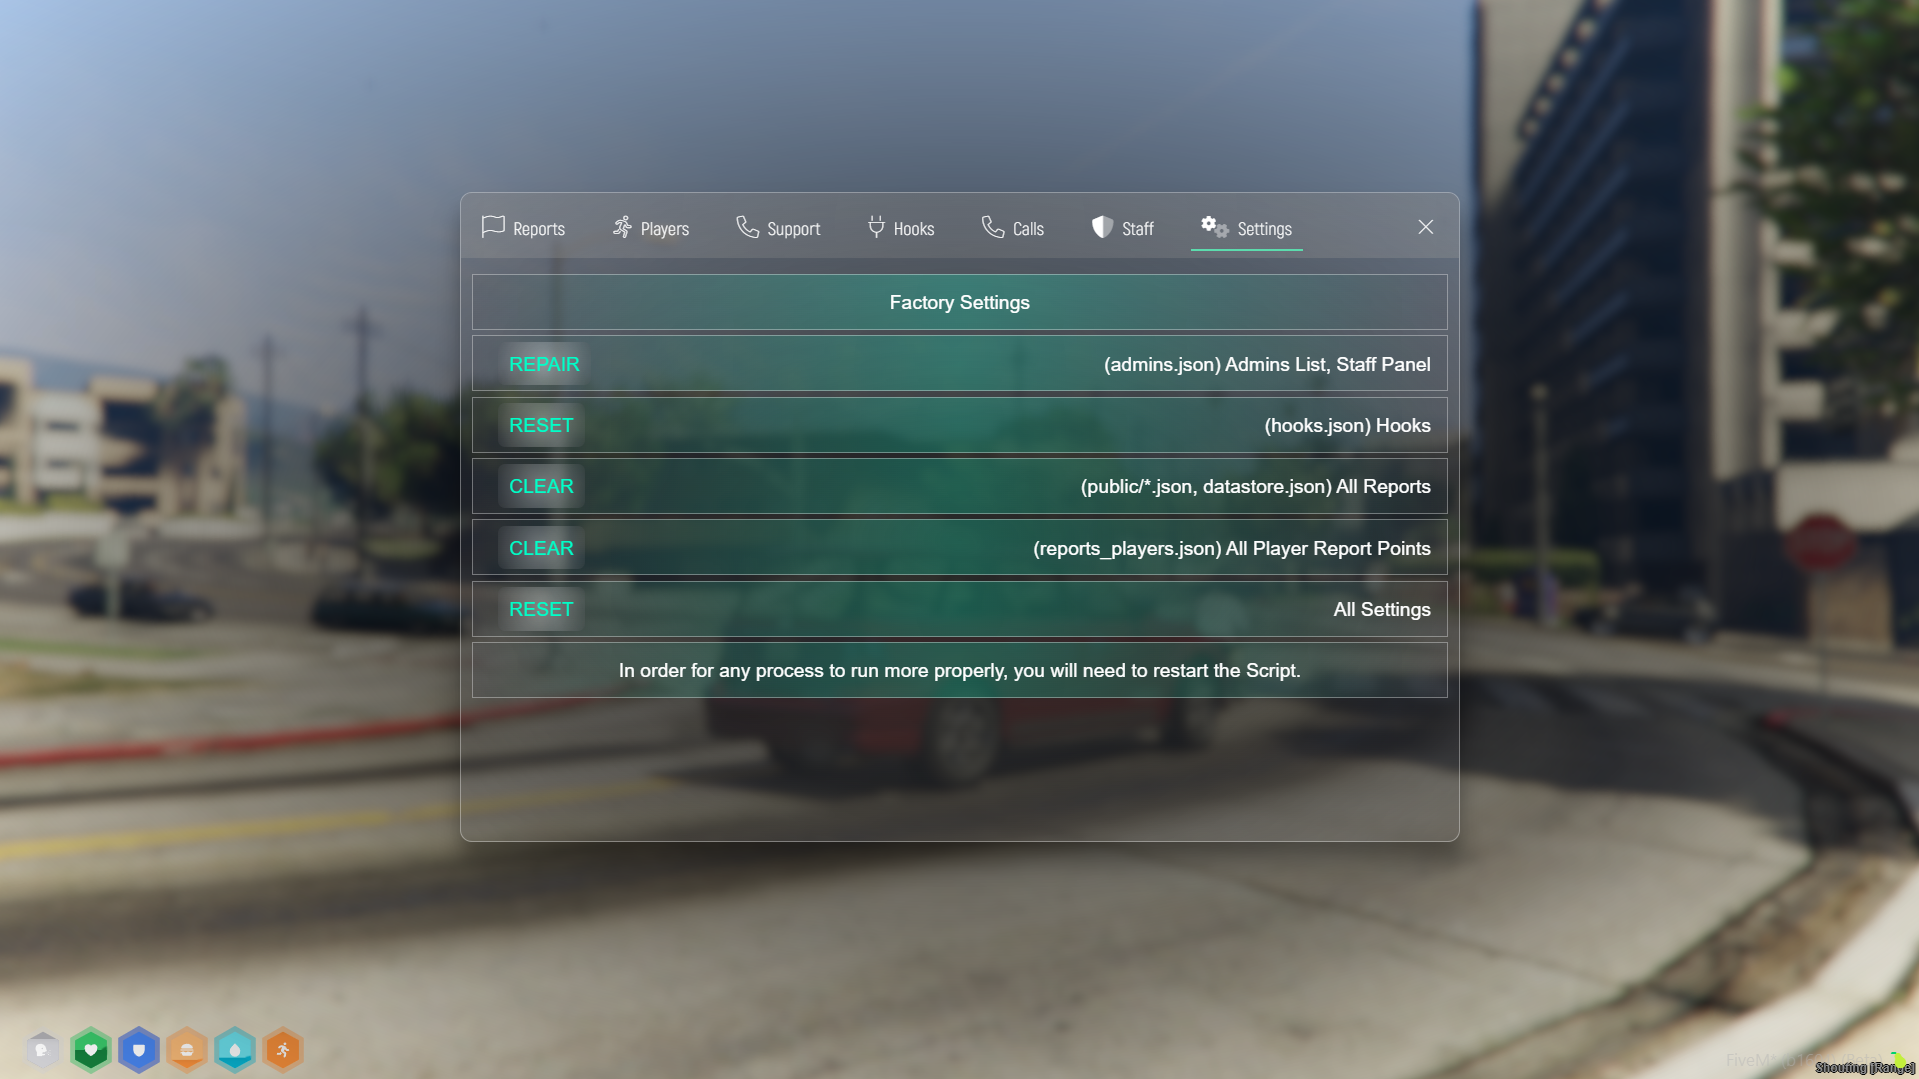 Reports Players Support Hooks Calls Staff Settings
Factory Settings
REPAIR (admins.json) Admins List, Staff Panel
RESET (hooks.json) Hooks
CLEAR (public/*.json, datastore.json) All Reports
CLEAR (reports_players.json) All Player Report Points
RESET All Settings
In order for any process to run more properly, you will need to restart the Script.
Shouting [Range]